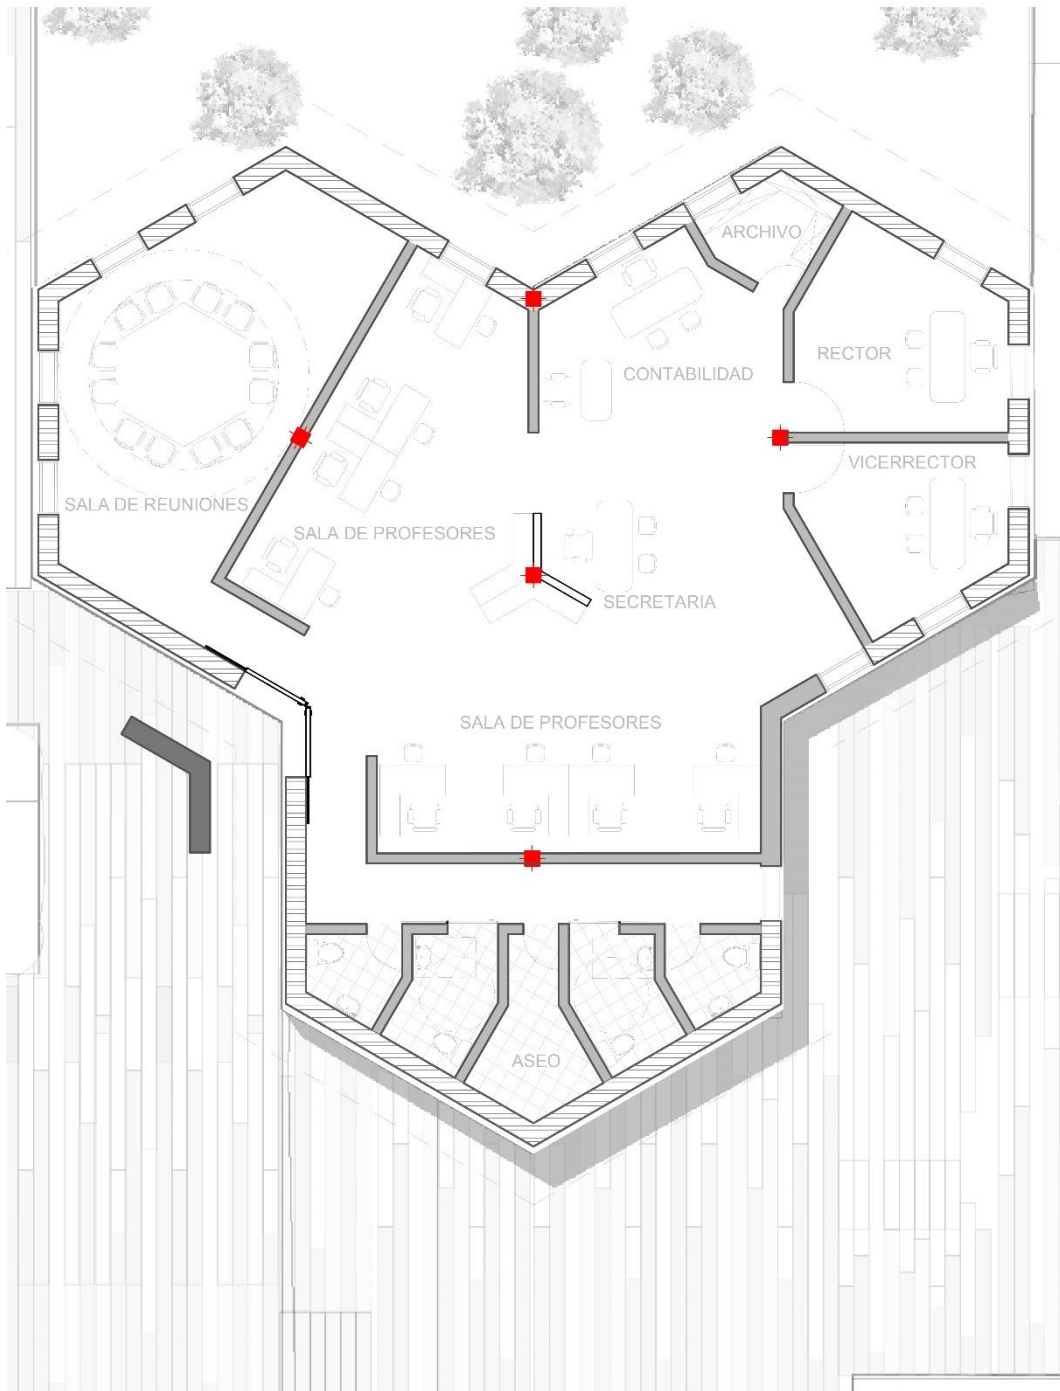 ARCHIVO
RECTOR
CONTABILIDAD
VICERRECTOR
SALA DE REUNIONES
SALA DE PROFESORES
SECRETARIA
SALA DE PROFESORES
ASEO